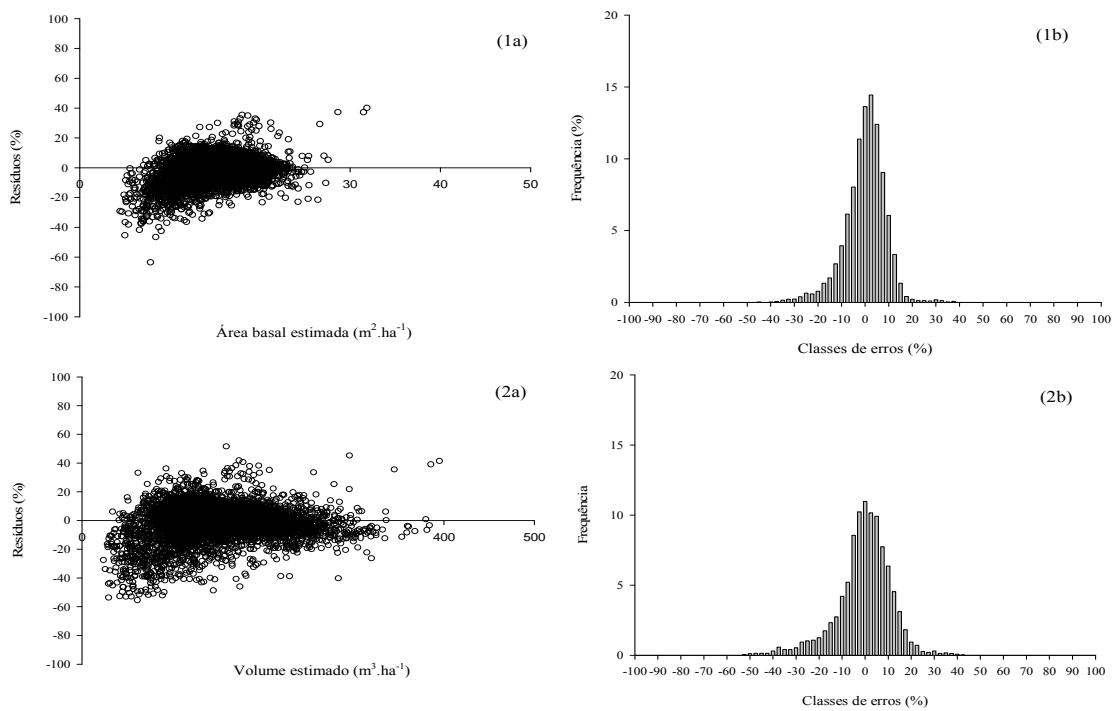 (1a)
Resíduos (%)
100
80
60
40
20
0
-20
-40
-60
-80
-100
0 30 40 50
Área basal estimada (m².ha⁻¹)
(1b)
Frequência (%)
20
15
10
5
0
-100 -90 -80 -70 -60 -50 -40 -30 -20 -10 0 10 20 30 40 50 60 70 80 90 100
Classes de erros (%)
(2a)
Resíduos (%)
100
80
60
40
20
0
-20
-40
-60
-80
-100
0 400 500
Volume estimado (m³.ha⁻¹)
(2b)
Frequência
20
15
10
5
0
-100 -90 -80 -70 -60 -50 -40 -30 -20 -10 0 10 20 30 40 50 60 70 80 90 100
Classes de erros (%)